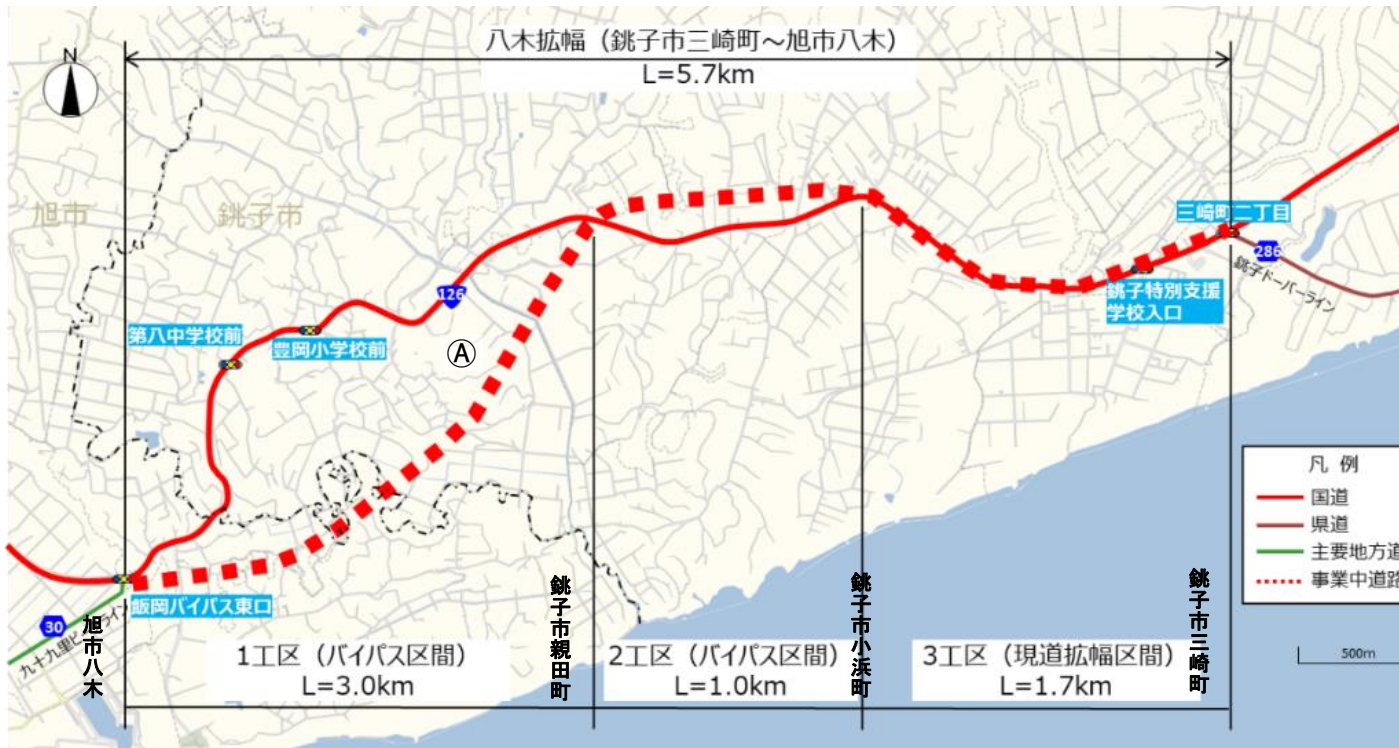 八木拡幅（銚子市三崎町～旭市八木）
L=5.7km
N
旭市
銚子市
三崎町二丁目
286
銚子ドーバーライン
銚子特別支援
学校入口
126
第八中学校前
豊岡小学校前
Ⓐ
飯岡バイパス東口
30
九十九里ビーチライン
旭市八木
銚子市親田町
銚子市小浜町
銚子市三崎町
1工区（バイパス区間）
L=3.0km
2工区（バイパス区間）
L=1.0km
3工区（現道拡幅区間）
L=1.7km
凡 例
国道
県道
主要地方道
事業中道路
500m